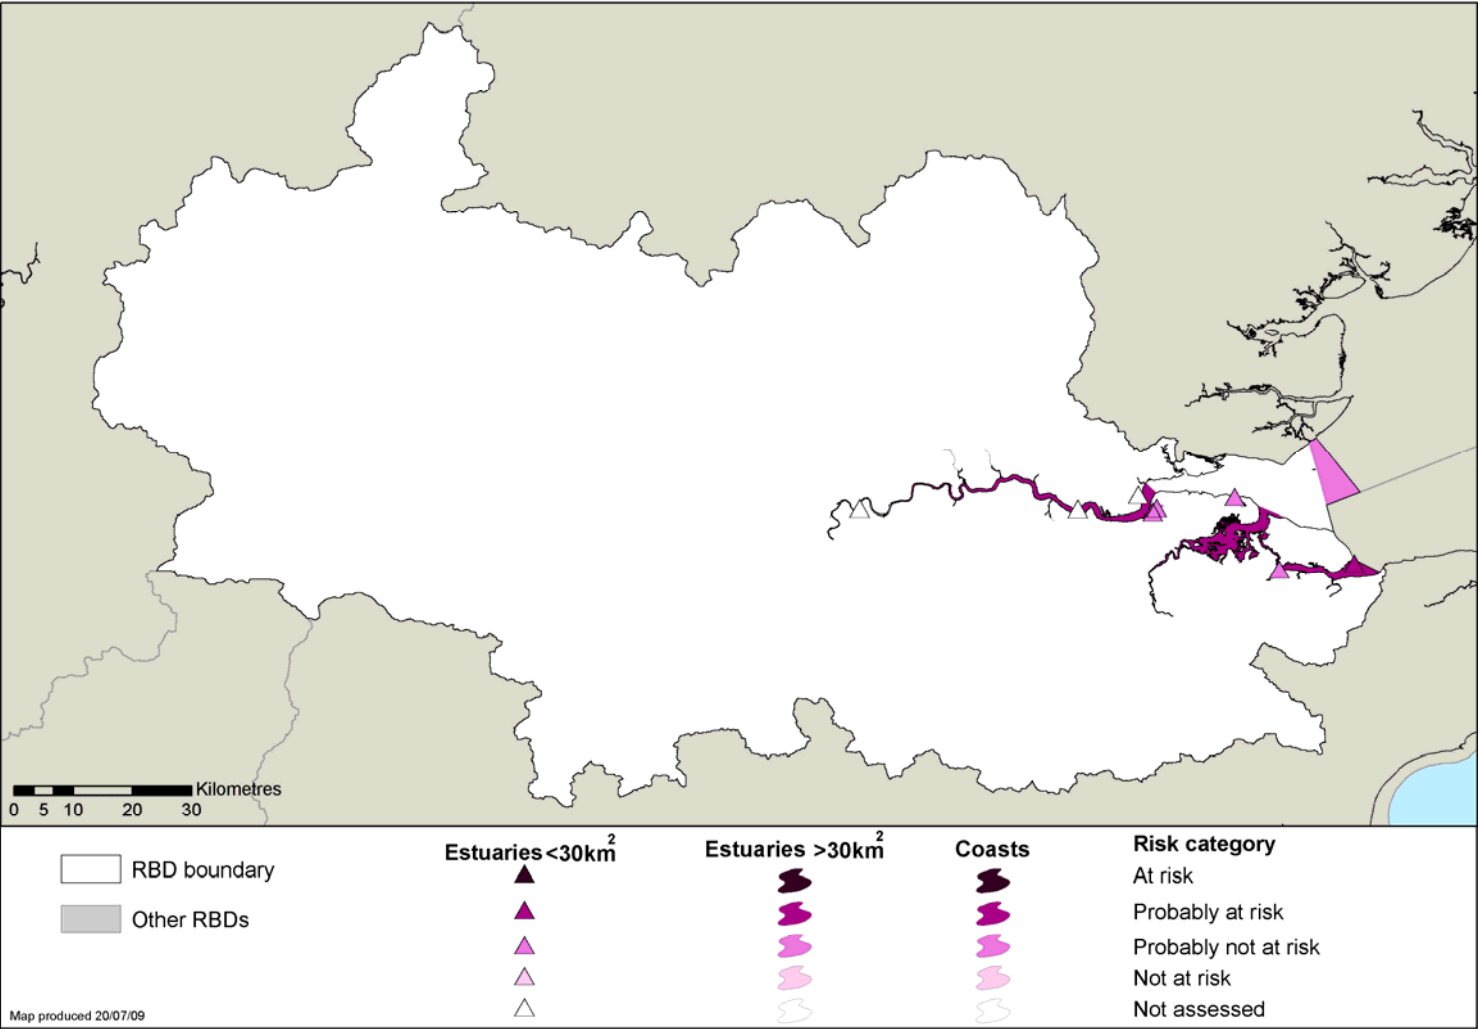 Kilometres
0 5 10 20 30
RBD boundary
Other RBDs
Estuaries<30km²
Estuaries >30km²
Coasts
Risk category
At risk
Probably at risk
Probably not at risk
Not at risk
Not assessed
Map produced 20/07/09